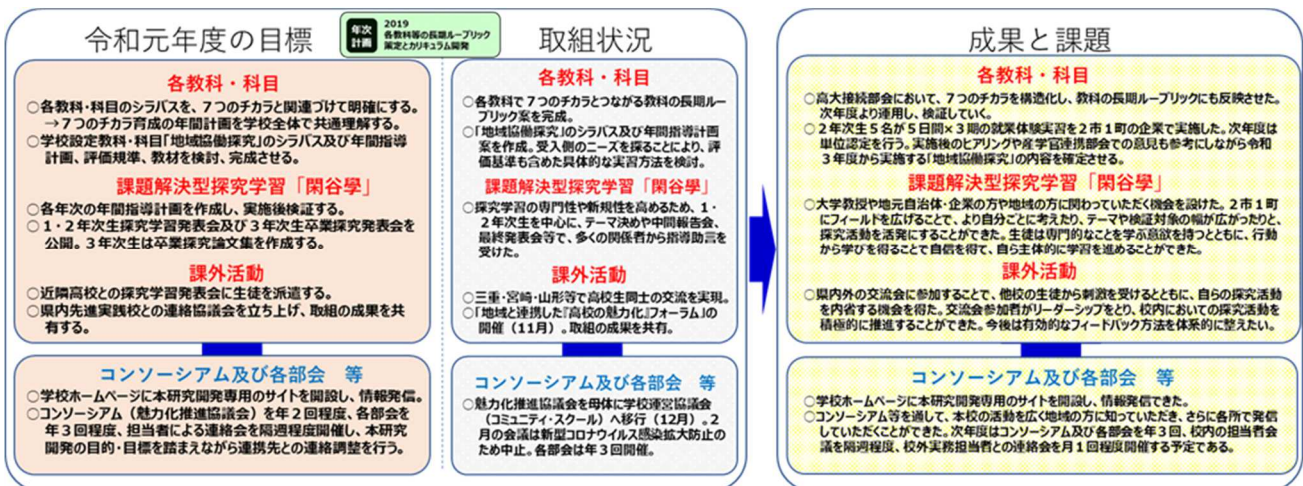 令和元年度の目標
年次
計画
2019
各教科等の長期ルーブリック
策定とカリキュラム開発
各教科・科目
○各教科・科目のシラバスを、7つのチカラと関連づけて明確にする。
→7つのチカラ育成の年間計画を学校全体で共通理解する。
○学校設定教科・科目「地域協働探究」のシラバス及び年間指導
計画、評価規準、教材を検討、完成させる。
課題解決型探究学習「閑谷學」
○各年次の年間指導計画を作成し、実施後検証する。
○1・2年次生探究学習発表会及び3年次生卒業探究発表会を
公開。3年次生は卒業探究論文集を作成する。
課外活動
○近隣高校との探究学習発表会に生徒を派遣する。
○県内先進実践校との連絡協議会を立ち上げ、取組の成果を共
有する。
コンソーシアム及び各部会 等
○学校ホームページに本研究開発専用のサイトを開設し、情報発信。
○コンソーシアム（魅力化推進協議会）を年2回程度、各部会を
年3回程度、担当者による連絡会を隔週程度開催し、本研究
開発の目的・目標を踏まえながら連携先との連絡調整を行う。
取組状況
各教科・科目
○各教科で7つのチカラとつながる教科の長期ルー
ブリック案を完成。
○「地域協働探究」のシラバス及び年間指導計画
案を作成。受入側のニーズを探ることにより、評
価基準も含めた具体的な実習方法を検討。
課題解決型探究学習「閑谷學」
○探究学習の専門性や新規性を高めるため、1・
2年次生を中心に、テーマ決めや中間報告会、
最終発表会等で、多くの関係者から指導助言を
受けた。
課外活動
○三重・宮崎・山形等で高校生同士の交流を実現。
○「地域と連携した『高校の魅力化』フォーラム」の
開催（11月）。取組の成果を共有。
コンソーシアム及び各部会 等
○魅力化推進協議会を母体に学校運営協議会
（コミュニティ・スクール）へ移行（12月）。2
月の会議は新型コロナウイルス感染拡大防止の
ため中止。各部会は年3回開催。
成果と課題
各教科・科目
○高大接続部会において、7つのチカラを構造化し、教科の長期ルーブリックにも反映させた。
次年度より運用し、検証していく。
○2年次生5名が5日間×3期の就業体験実習を2市1町の企業で実施した。次年度は
単位認定を行う。実施後のヒアリングや産学官連携部会での意見も参考にしながら令和
3年度から実施する「地域協働探究」の内容を確定させる。
課題解決型探究学習「閑谷學」
○大学教授や地元自治体・企業の方や地域の方に関わっていただく機会を設けた。2市1町
にフィールドを広げることで、より自分ごとに考えたり、テーマや検証対象の幅が広がったりと、
探究活動を活発にすることができた。生徒は専門的なことを学ぶ意欲を持つとともに、行動
から学びを得ることで自信を得て、自ら主体的に学習を進めることができた。
課外活動
○県内外の交流会に参加することで、他校の生徒から刺激を受けるとともに、自らの探究活動
を内省する機会を得た。交流会参加者がリーダーシップをとり、校内においての探究活動を
積極的に推進することができた。今後は有効的なフィードバック方法を体系的に整えたい。
コンソーシアム及び各部会 等
○学校ホームページに本研究開発専用のサイトを開設し、情報発信できた。
○コンソーシアム等を通して、本校の活動を広く地域の方に知っていただき、さらに各所で発信
していただくことができた。次年度はコンソーシアム及び各部会を年3回、校内の担当者会
議を隔週程度、校外実務担当者との連絡会を月1回程度開催する予定である。